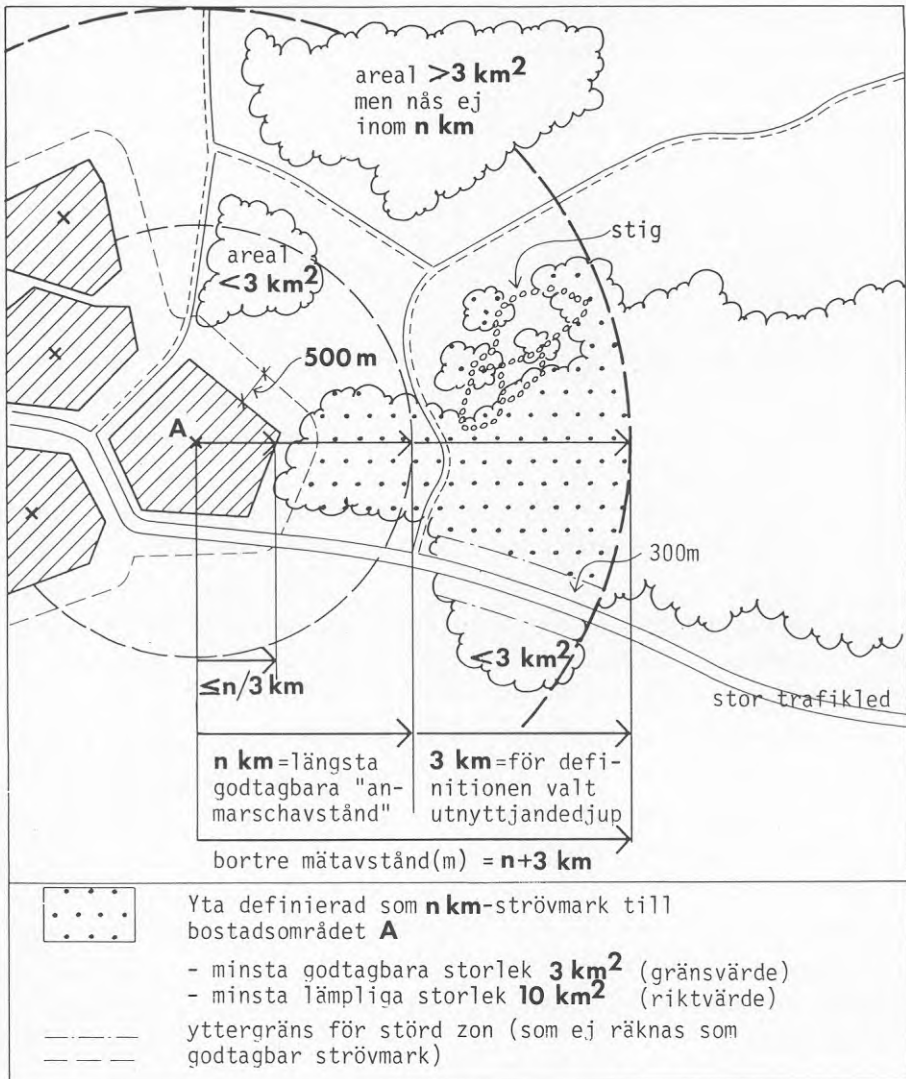 areal >3 km²
men nås ej
inom n km
stig
areal
<3 km²
500 m
A
300m
<3 km²
≤n/3 km
stor trafikled
n km=längsta
godtagbara "an-
marschavstånd"
3 km=för defi-
nitionen valt
utnyttjandedjup
bortre mätavstånd(m) = n+3 km
Yta definierad som n km-strövmark till
bostadsområdet A
- minsta godtagbara storlek 3 km² (gränsvärde)
- minsta lämpliga storlek 10 km² (riktvärde)
yttergräns för störd zon (som ej räknas som
godtagbar strövmark)